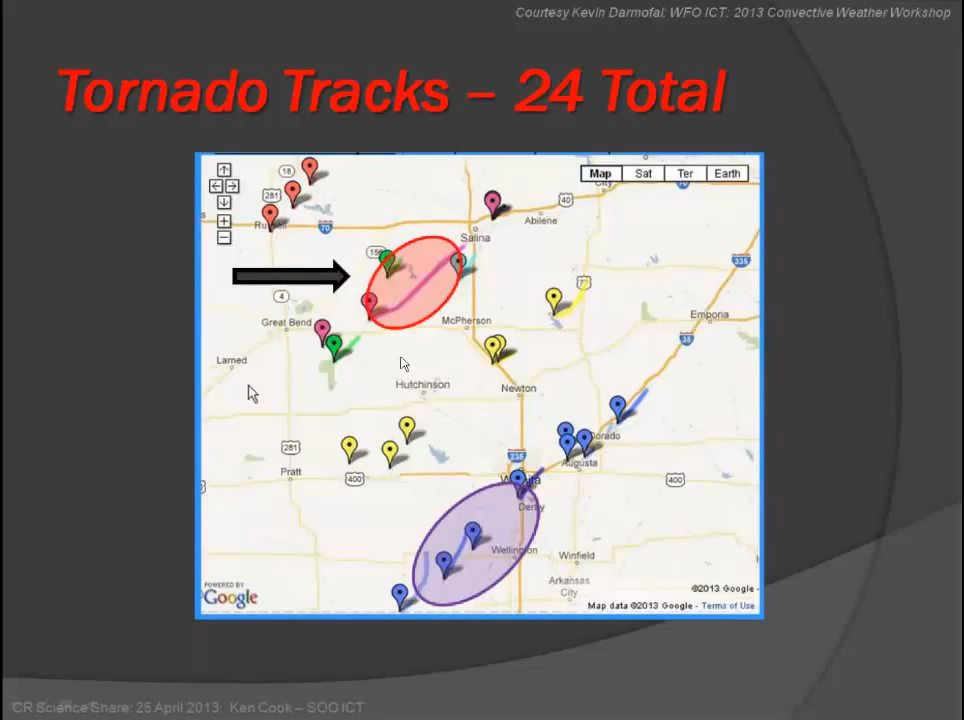 Courtesy Kevin Darmofal: WFO ICT: 2013 Convective Weather Workshop
Tornado Tracks – 24 Total
Map Sat Ter Earth
18
281
70
40
Abilene
Salina
70
335
156
77
4
Great Bend
McPherson
Emporia
35
Larned
Hutchinson
Newton
281
235
Augusta
Pratt
400
400
Derby
Wellington
Winfield
Arkansas
City
POWERED BY
Google
©2013 Google -
Map data ©2013 Google - Terms of Use
CR Science Share: 25 April 2013: Ken Cook – SOO ICT